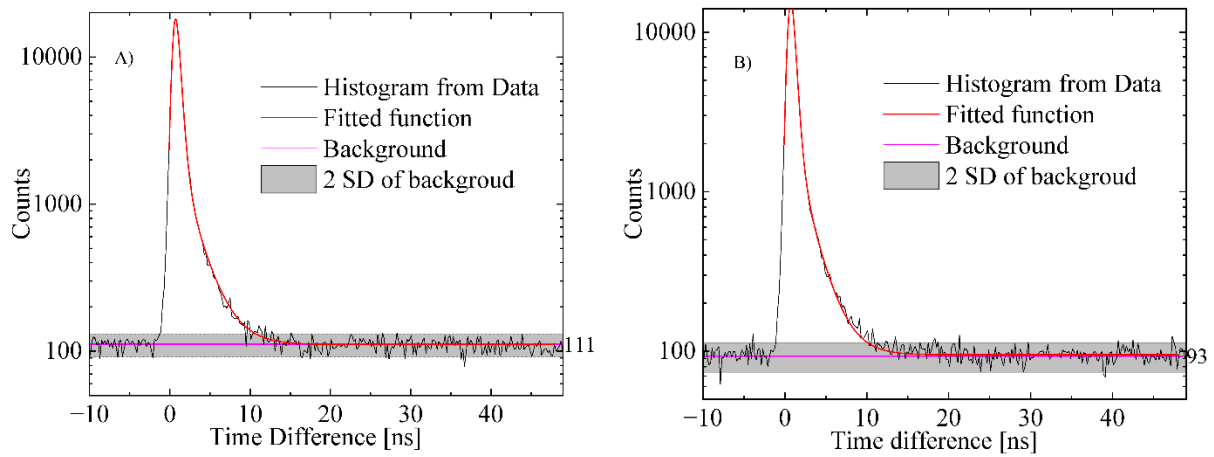 A)
10000
1000
100
Counts
Histogram from Data
Fitted function
Background
2 SD of backgroud
111
−10 0 10 20 30 40
Time Difference [ns]
B)
10000
1000
100
Counts
Histogram from Data
Fitted function
Background
2 SD of backgroud
93
−10 0 10 20 30 40
Time difference [ns]